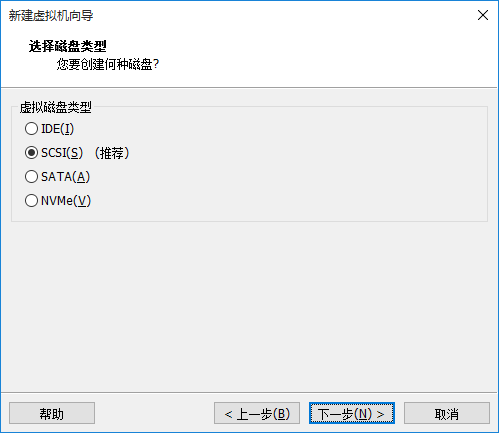 新建虚拟机向导
选择磁盘类型
您要创建何种磁盘?
虚拟磁盘类型
IDE(I)
SCSI(S) （推荐）
SATA(A)
NVMe(V)
帮助 < 上一步(B) 下一步(N) > 取消